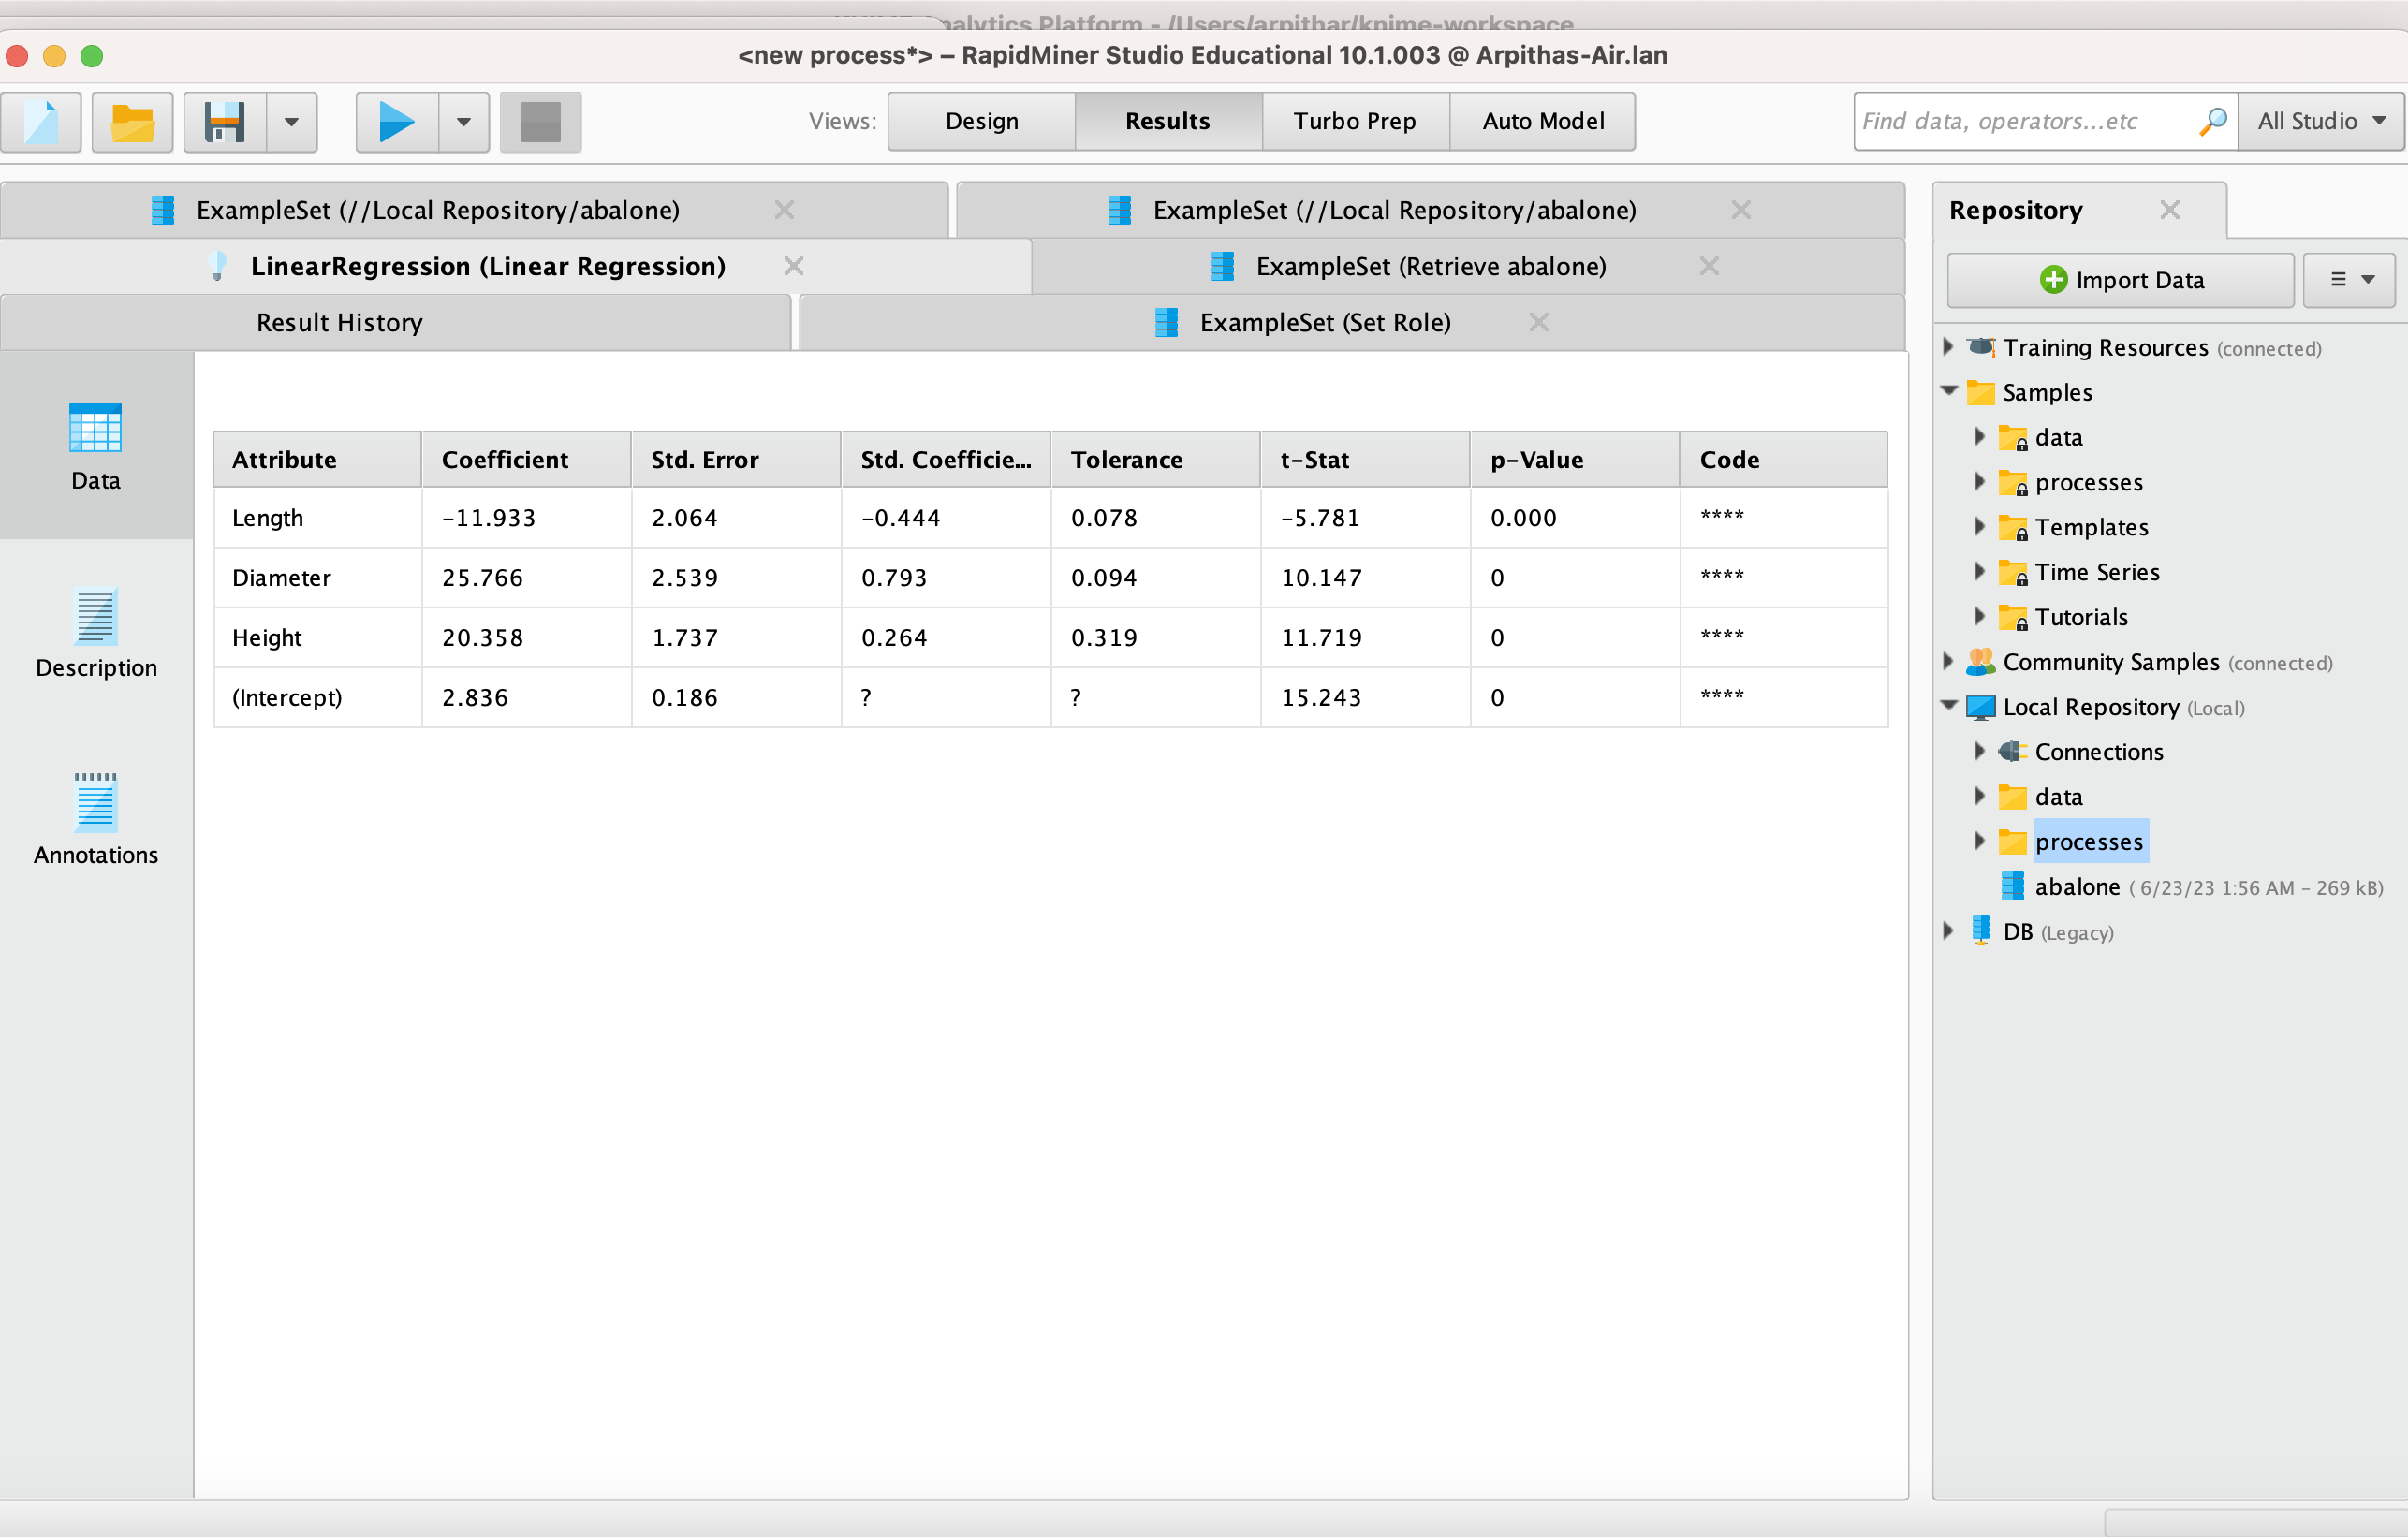 Analytics Platform - /Users/arpithar/knime-workspace
<new process*> – RapidMiner Studio Educational 10.1.003 @ Arpithas-Air.lan
Views: Design Results Turbo Prep Auto Model
Find data, operators...etc All Studio
ExampleSet (//Local Repository/abalone) ExampleSet (//Local Repository/abalone)
LinearRegression (Linear Regression) ExampleSet (Retrieve abalone)
Result History ExampleSet (Set Role)
Data
Description
Annotations
Attribute Coefficient Std. Error Std. Coefficie... Tolerance t-Stat p-Value Code
Length -11.933 2.064 -0.444 0.078 -5.781 0.000 ****
Diameter 25.766 2.539 0.793 0.094 10.147 0 ****
Height 20.358 1.737 0.264 0.319 11.719 0 ****
(Intercept) 2.836 0.186 ? ? 15.243 0 ****
Repository
Import Data
Training Resources (connected)
Samples
data
processes
Templates
Time Series
Tutorials
Community Samples (connected)
Local Repository (Local)
Connections
data
processes
abalone ( 6/23/23 1:56 AM – 269 kB)
DB (Legacy)